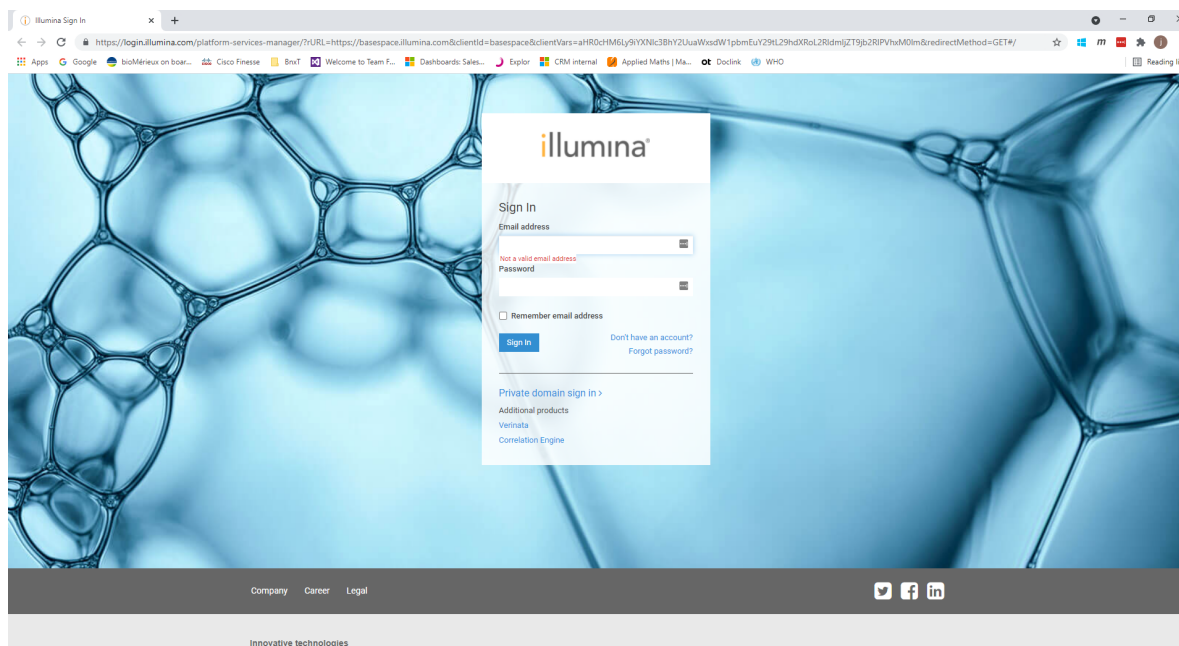 Illumina Sign In
https://login.illumina.com/platform-services-manager/?rURL=https://basespace.illumina.com&clientId=basespace&clientVars=aHR0cHM6Ly9iYXNlc3BhY2UuaWxsdW1pbmEuY29tL29hdXRoL2RldmljZT9jb2RlPVhxM0lm&redirectMethod=GET#/
Apps Google bioMérieux on boar... Cisco Finesse BnxT Welcome to Team F... Dashboards: Sales... Explor CRM internal Applied Maths | Ma... Doclink WHO Reading li
illumina®
Sign In
Email address
Not a valid email address
Password
Remember email address
Sign In
Don't have an account?
Forgot password?
Private domain sign in >
Additional products
Verinata
Correlation Engine
Company Career Legal
Innovative technologies